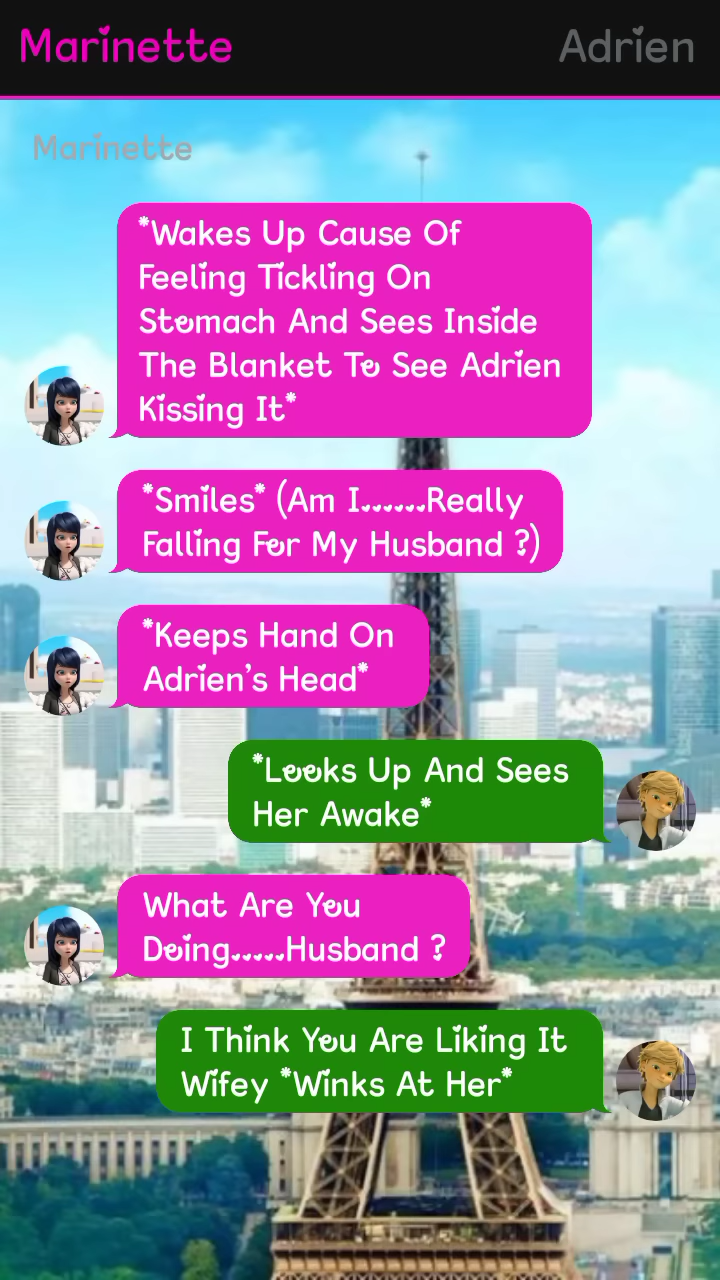 Marinette Adrien
Marinette
*Wakes Up Cause Of
Feeling Tickling On
Stomach And Sees Inside
The Blanket To See Adrien
Kissing It*
*Smiles* (Am I......Really
Falling For My Husband ?)
*Keeps Hand On
Adrien's Head*
*Looks Up And Sees
Her Awake*
What Are You
Doing.....Husband ?
I Think You Are Liking It
Wifey *Winks At Her*